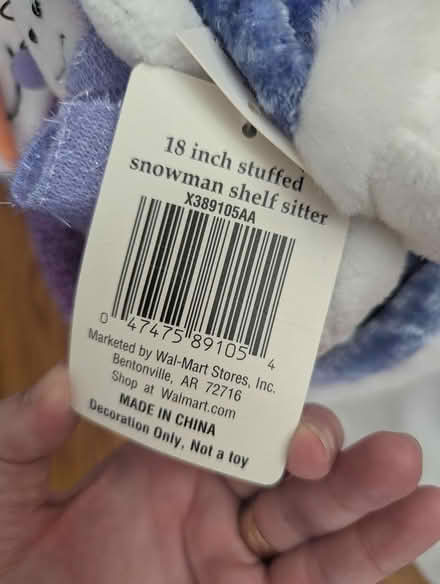 18 inch stuffed
snowman shelf sitter
X389105AA
0 47475 89105 4
Marketed by Wal-Mart Stores, Inc.
Bentonville, AR 72716
Shop at Walmart.com
MADE IN CHINA
Decoration Only, Not a toy